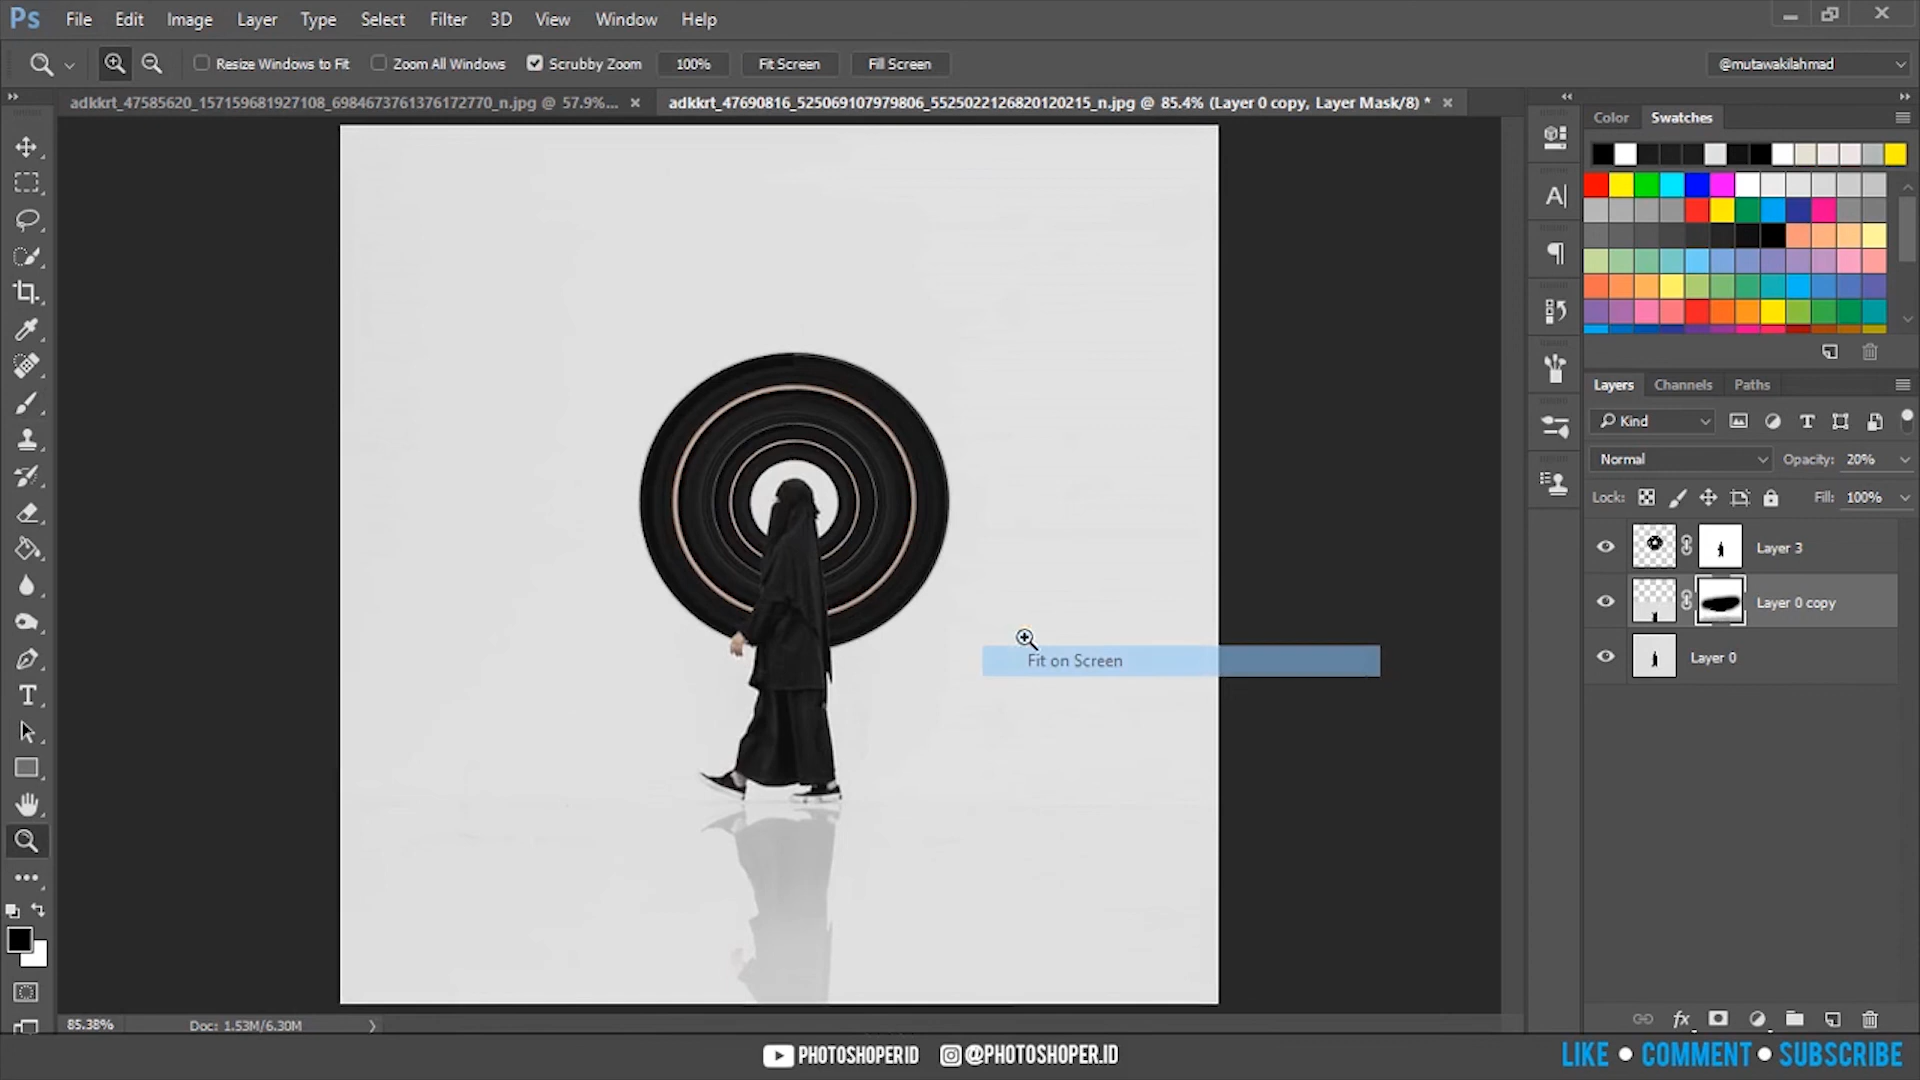 Ps File Edit Image Layer Type Select Filter 3D View Window Help
Resize Windows to Fit Zoom All Windows Scrubby Zoom 100% Fit Screen Fill Screen @mutawakilahmad
adkkrt_47585620_157159681927108_6984673761376172770_n.jpg @ 57.9%... adkkrt_47690816_525069107979806_5525022126820120215_n.jpg @ 85.4% (Layer 0 copy, Layer Mask/8) *
Color Swatches
Fit on Screen
Layers Channels Paths
Kind
Normal Opacity: 20%
Lock: Fill: 100%
Layer 3
Layer 0 copy
Layer 0
fx
85.38% Doc: 1.53M/6.30M
PHOTOSHOPERID @PHOTOSHOPER.ID LIKE ● COMMENT ● SUBSCRIBE